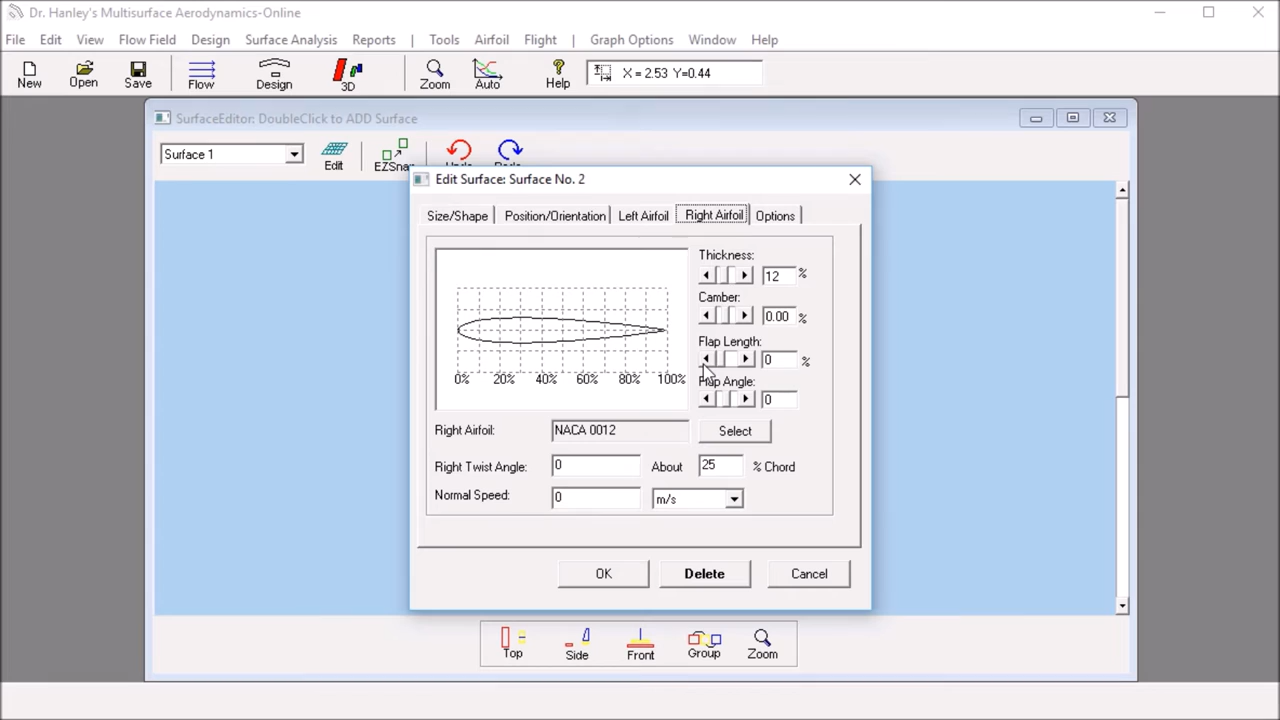 Dr. Hanley's Multisurface Aerodynamics-Online
File Edit View Flow Field Design Surface Analysis Reports | Tools Airfoil Flight | Graph Options Window Help
New Open Save Flow Design 3D Zoom Auto Help X = 2.53 Y=0.44
SurfaceEditor: DoubleClick to ADD Surface
Surface 1 Edit EZSnap Undo Redo
Edit Surface: Surface No. 2
Size/Shape Position/Orientation Left Airfoil Right Airfoil Options
Thickness:
12 %
Camber:
0.00 %
Flap Length:
0 %
Flap Angle:
0
0% 20% 40% 60% 80% 100%
Right Airfoil: NACA 0012 Select
Right Twist Angle: 0 About 25 % Chord
Normal Speed: 0 m/s
OK Delete Cancel
Top Side Front Group Zoom